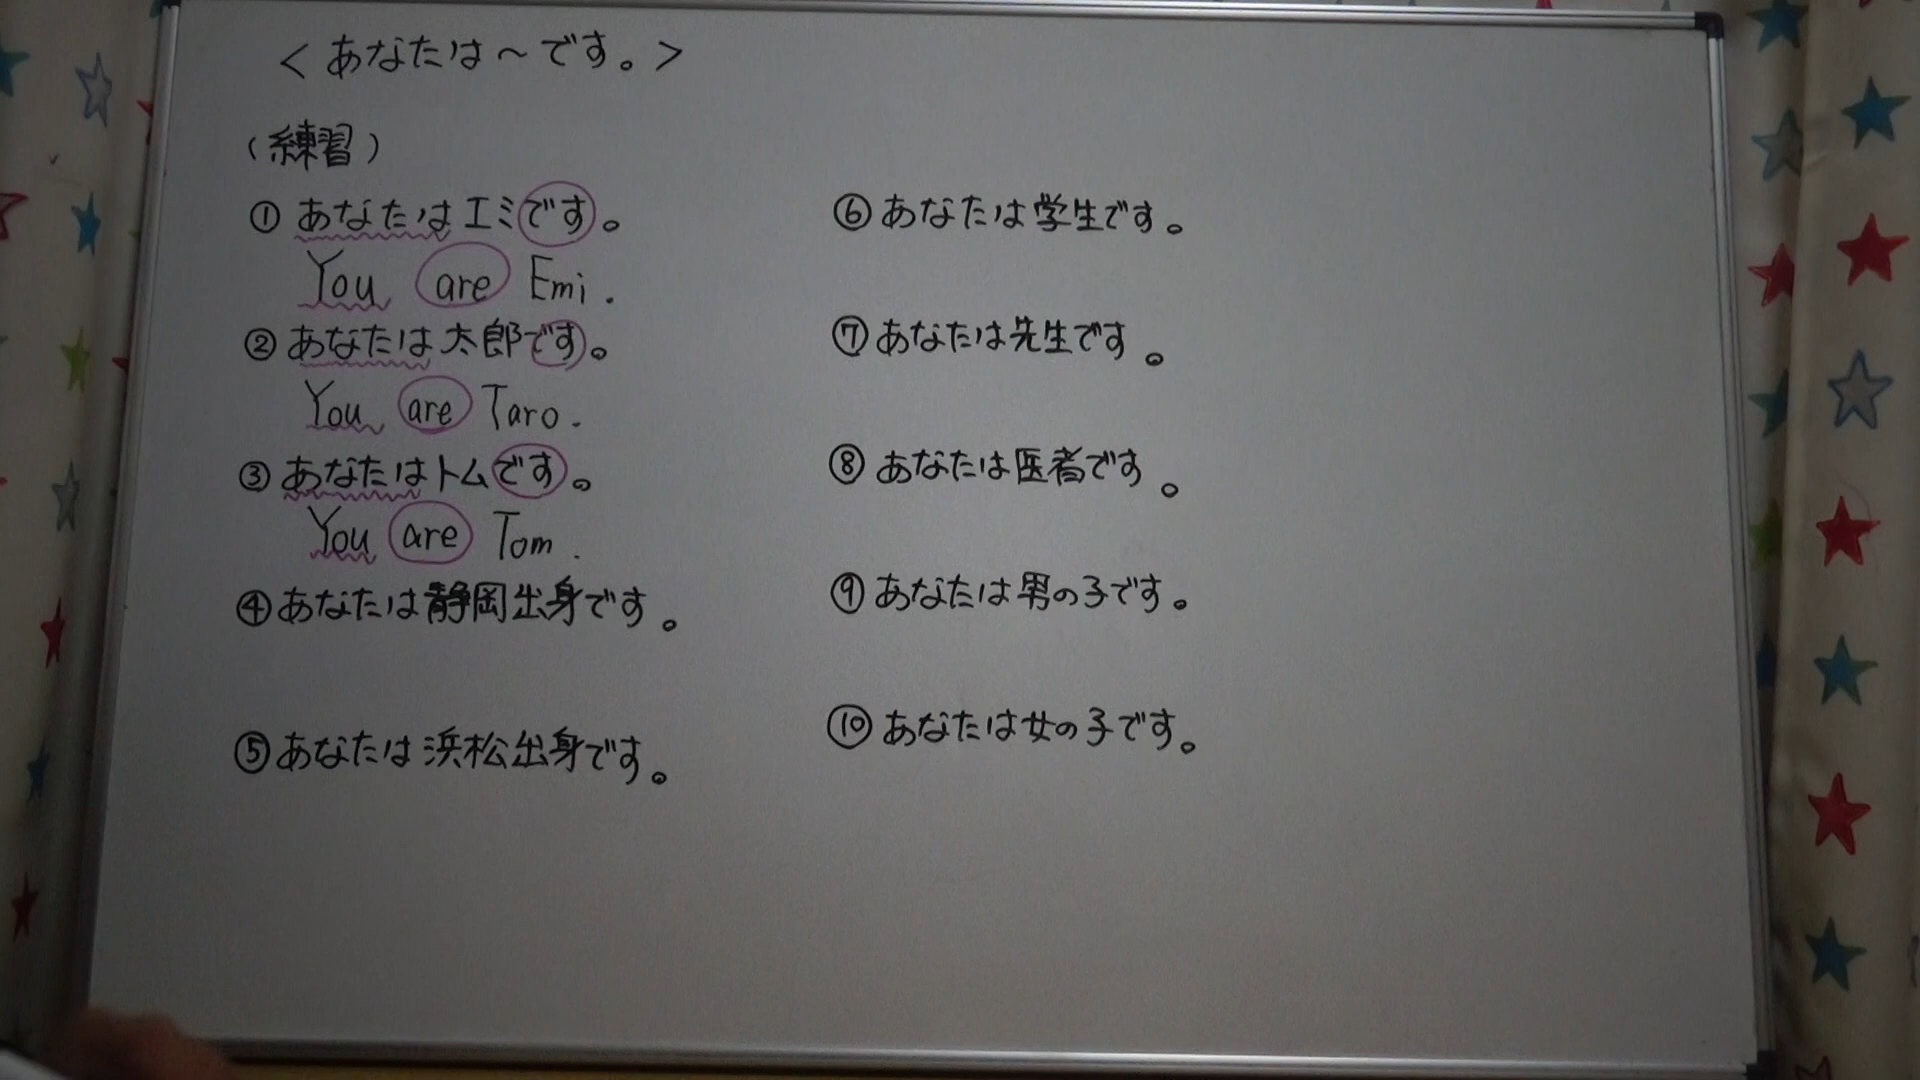 <あなたは〜です。>
(練習)
①あなたはエミです。
You are Emi.
②あなたは太郎です。
You are Taro.
③あなたはトムです。
You are Tom.
④あなたは静岡出身です。
⑤あなたは浜松出身です。
⑥あなたは学生です。
⑦あなたは先生です。
⑧あなたは医者です。
⑨あなたは男の子です。
⑩あなたは女の子です。